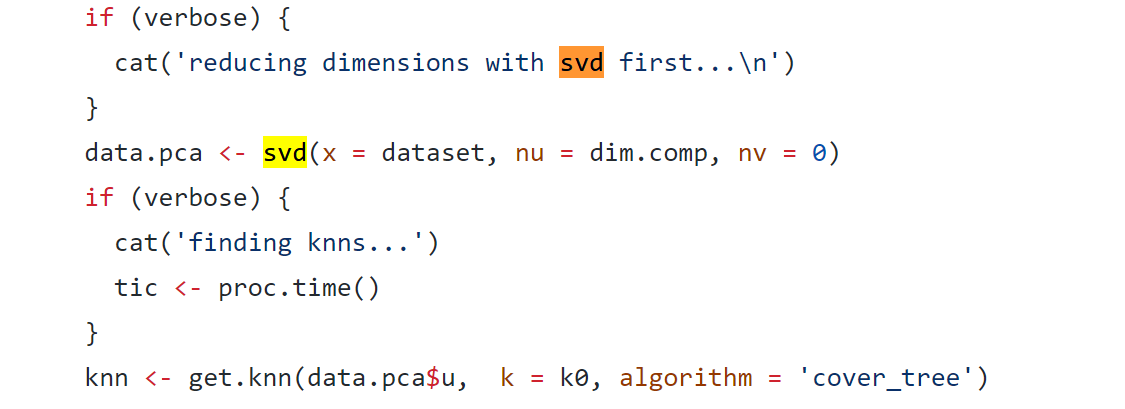 if (verbose) {
  cat('reducing dimensions with svd first...\n')
}
data.pca <- svd(x = dataset, nu = dim.comp, nv = 0)
if (verbose) {
  cat('finding knns...')
  tic <- proc.time()
}
knn <- get.knn(data.pca$u,  k = k0, algorithm = 'cover_tree')